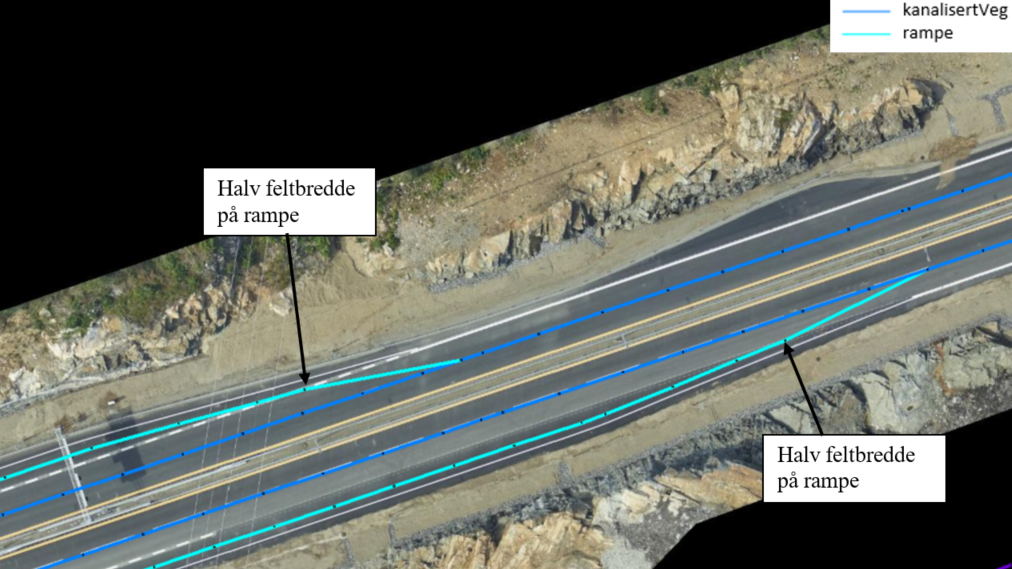 kanalisertVeg
rampe
Halv feltbredde
på rampe
Halv feltbredde
på rampe